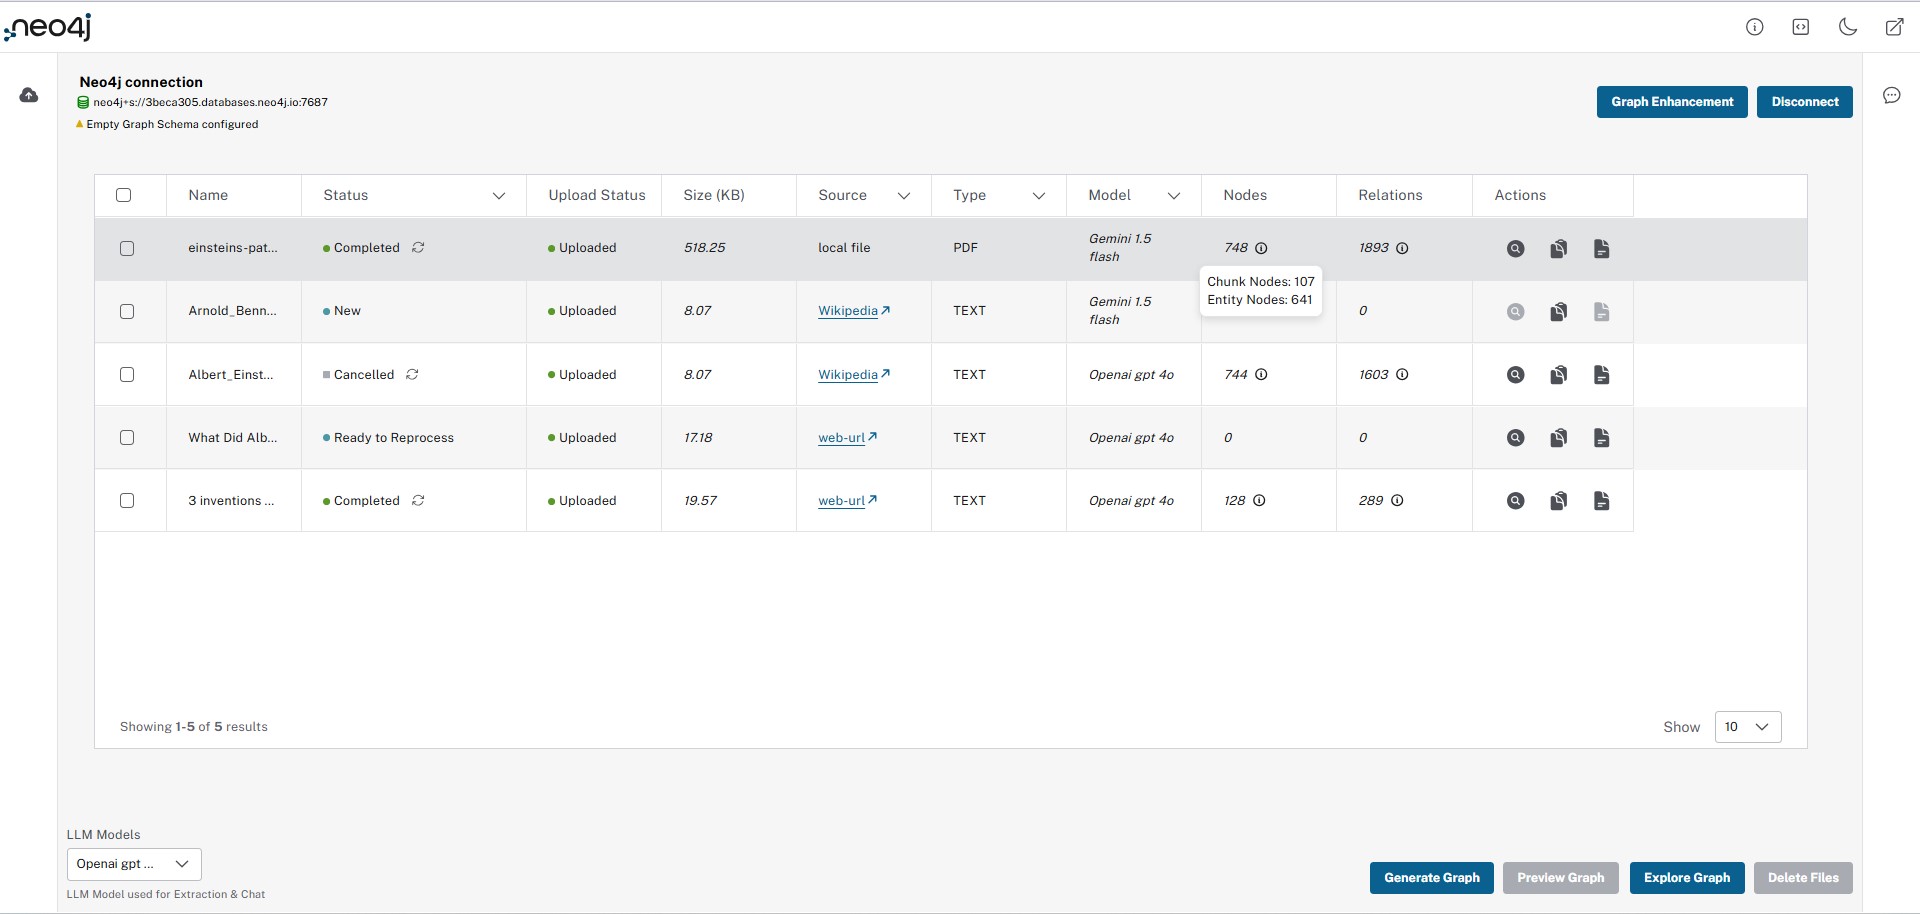 neo4j
Neo4j connection
neo4j+s://3beca305.databases.neo4j.io:7687
Empty Graph Schema configured
Graph Enhancement
Disconnect
Name Status Upload Status Size (KB) Source Type Model Nodes Relations Actions
einsteins-pat... Completed Uploaded 518.25 local file PDF Gemini 1.5 flash 748 1893
Chunk Nodes: 107
Entity Nodes: 641
Arnold_Benn... New Uploaded 8.07 Wikipedia TEXT Gemini 1.5 flash 0
Albert_Einst... Cancelled Uploaded 8.07 Wikipedia TEXT Openai gpt 4o 744 1603
What Did Alb... Ready to Reprocess Uploaded 17.18 web-url TEXT Openai gpt 4o 0 0
3 inventions ... Completed Uploaded 19.57 web-url TEXT Openai gpt 4o 128 289
Showing 1-5 of 5 results
Show 10
LLM Models
Openai gpt ...
LLM Model used for Extraction & Chat
Generate Graph
Preview Graph
Explore Graph
Delete Files